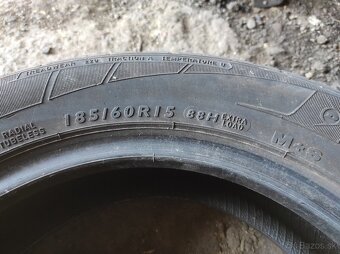 TREADWEAR 320 TRACTION A TEMPERATURE
RADIAL
TUBELESS
185/60R15 88H EXTRA LOAD M&S
bazos.sk